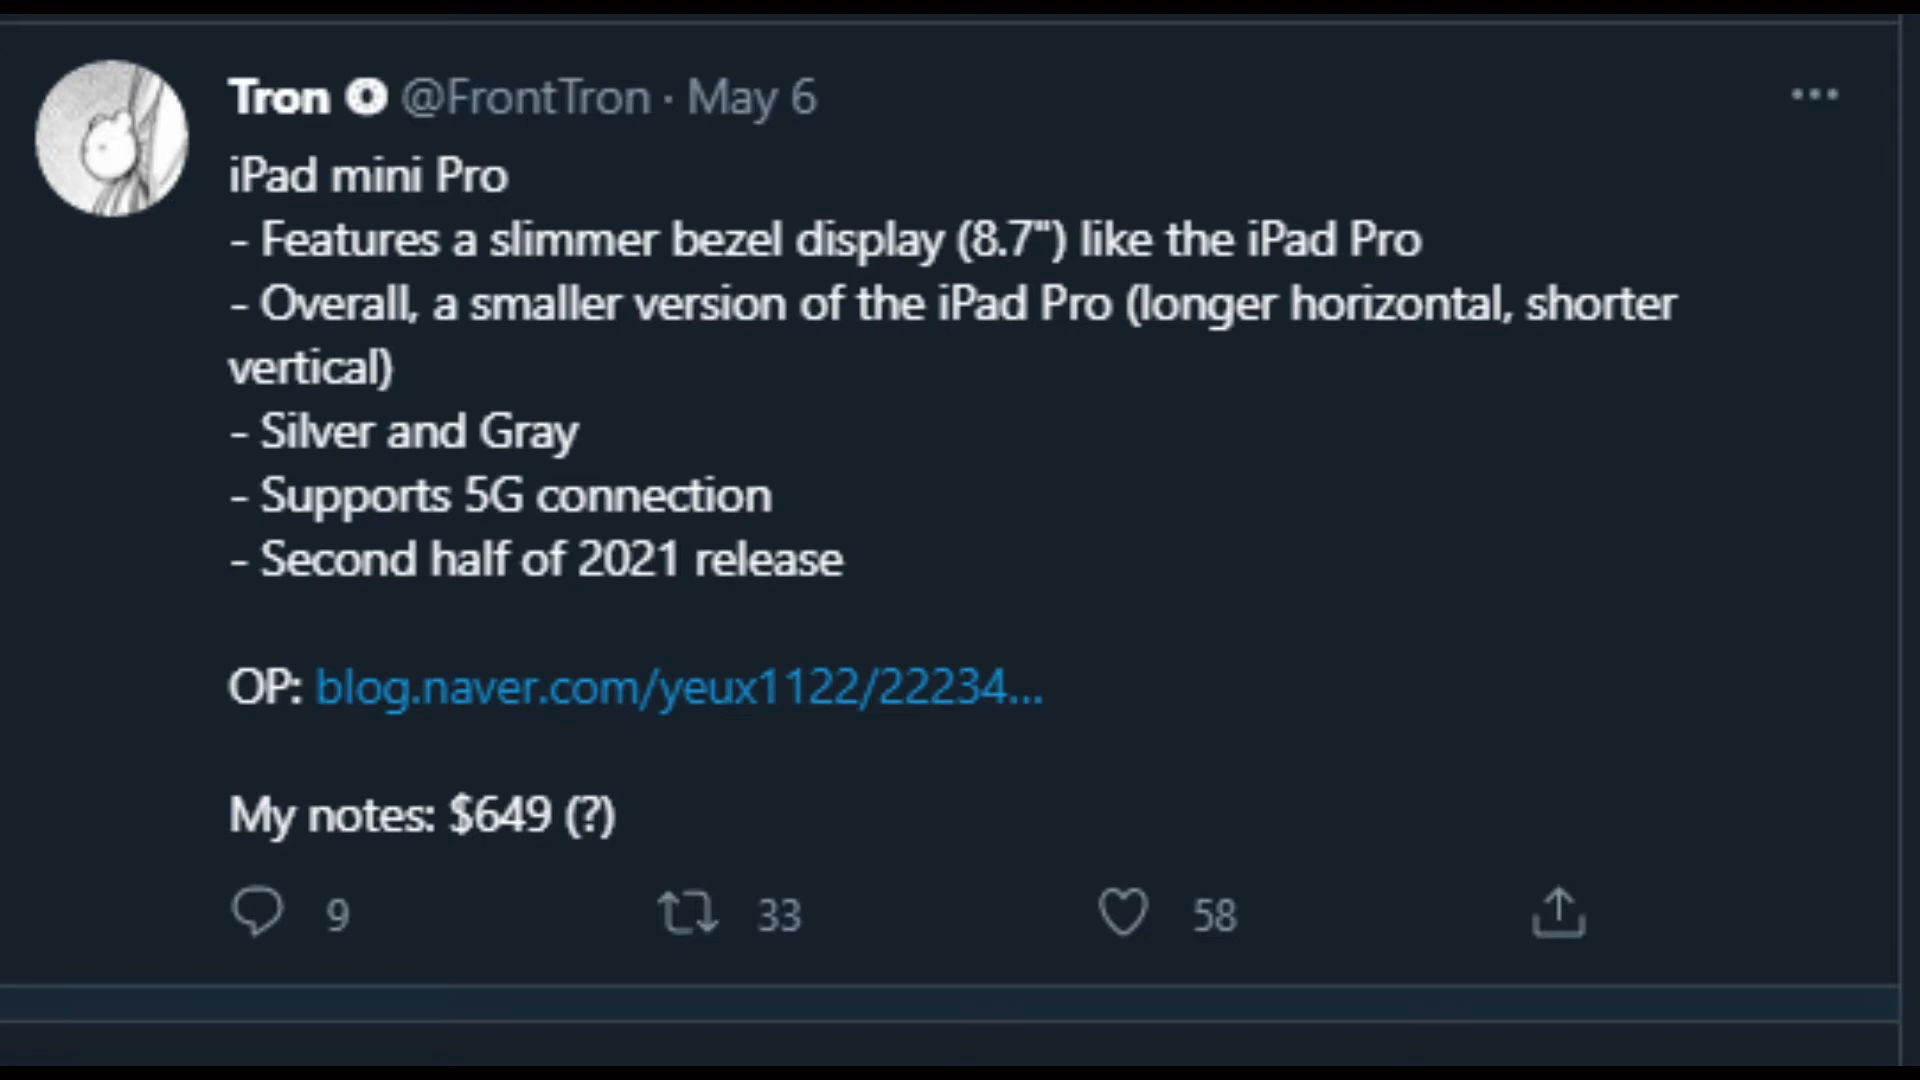 Tron @FrontTron · May 6
iPad mini Pro
- Features a slimmer bezel display (8.7") like the iPad Pro
- Overall, a smaller version of the iPad Pro (longer horizontal, shorter
vertical)
- Silver and Gray
- Supports 5G connection
- Second half of 2021 release
OP: blog.naver.com/yeux1122/22234...
My notes: $649 (?)
9 33 58